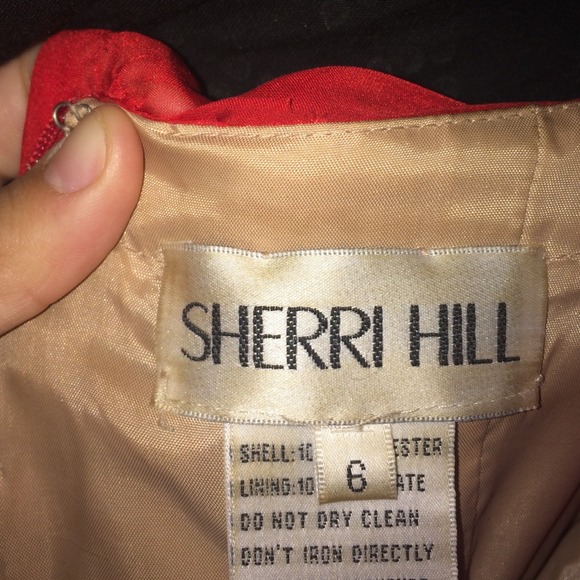 SHERRI HILL
SHELL:10 ESTER
LINING:10 ATE
6
DO NOT DRY CLEAN
DON'T IRON DIRECTLY